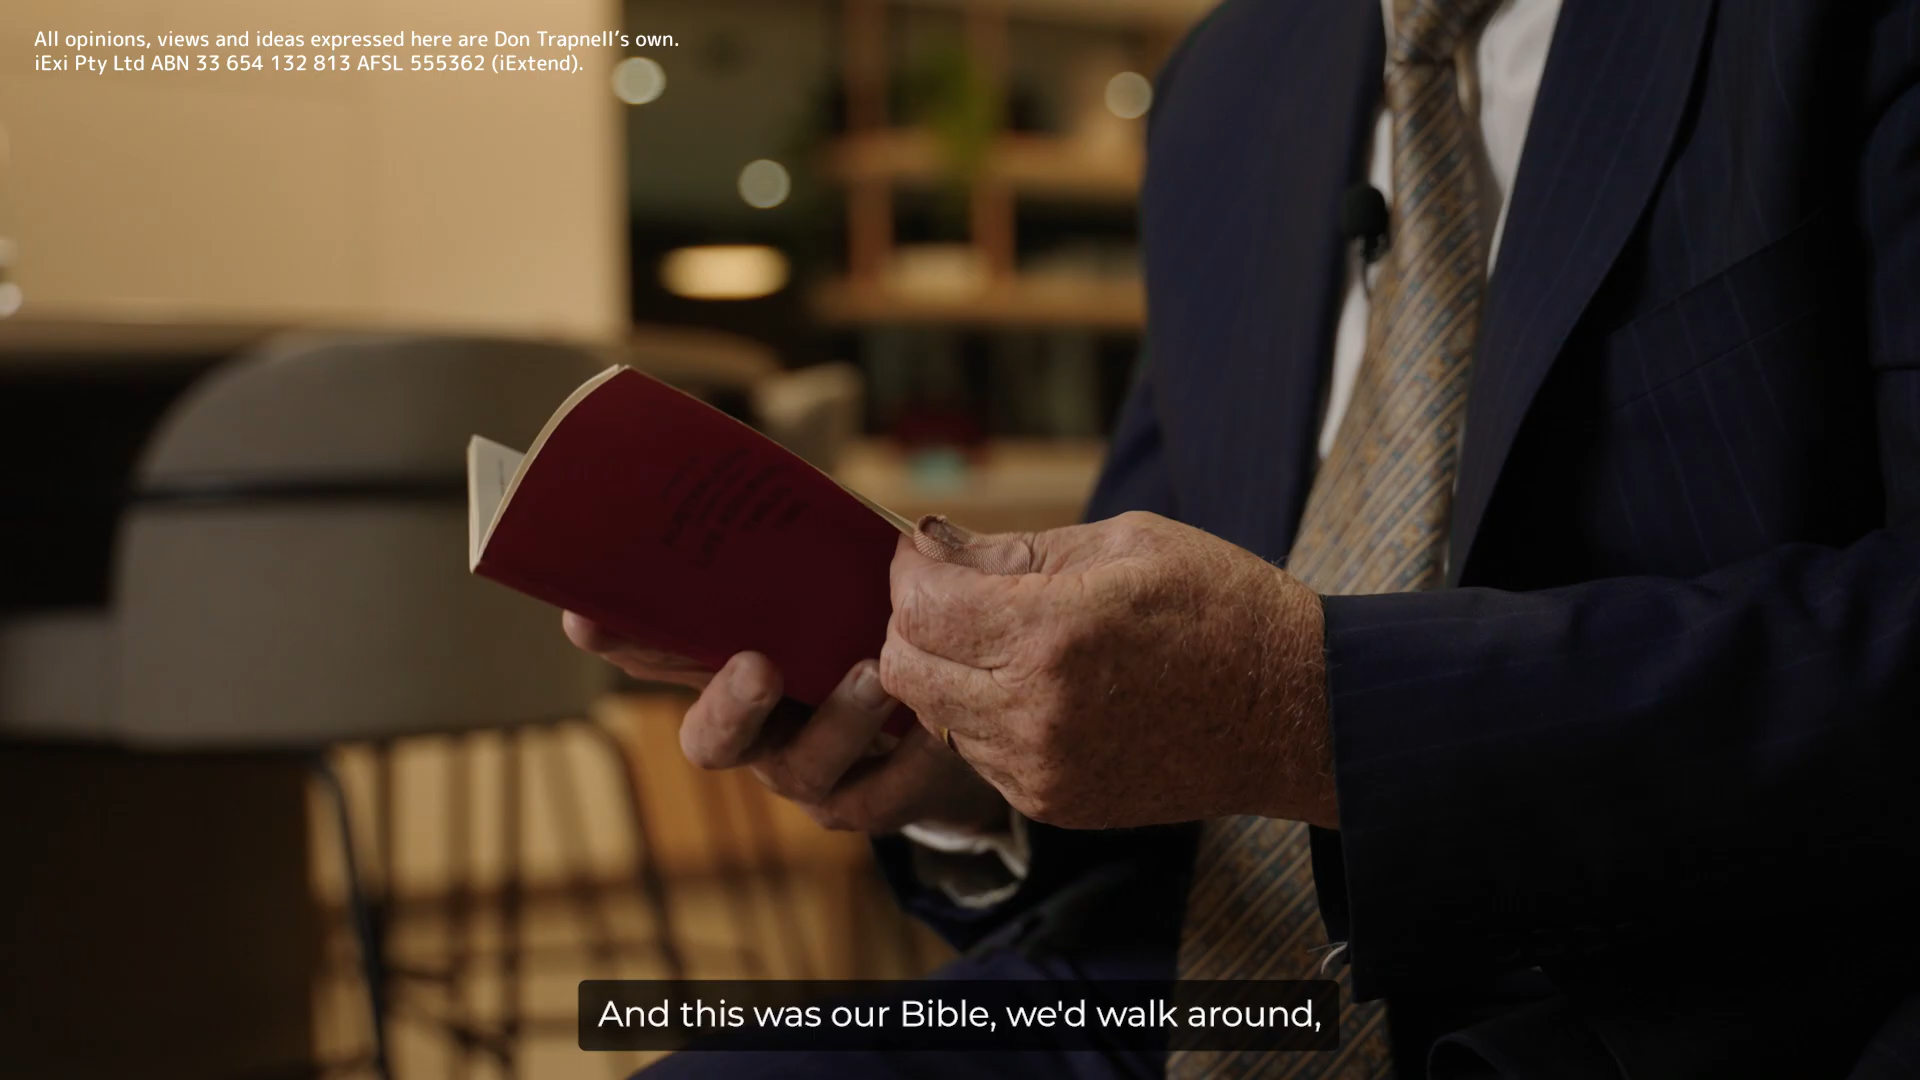 All opinions, views and ideas expressed here are Don Trapnell's own.
iExi Pty Ltd ABN 33 654 132 813 AFSL 555362 (iExtend).
And this was our Bible, we'd walk around,